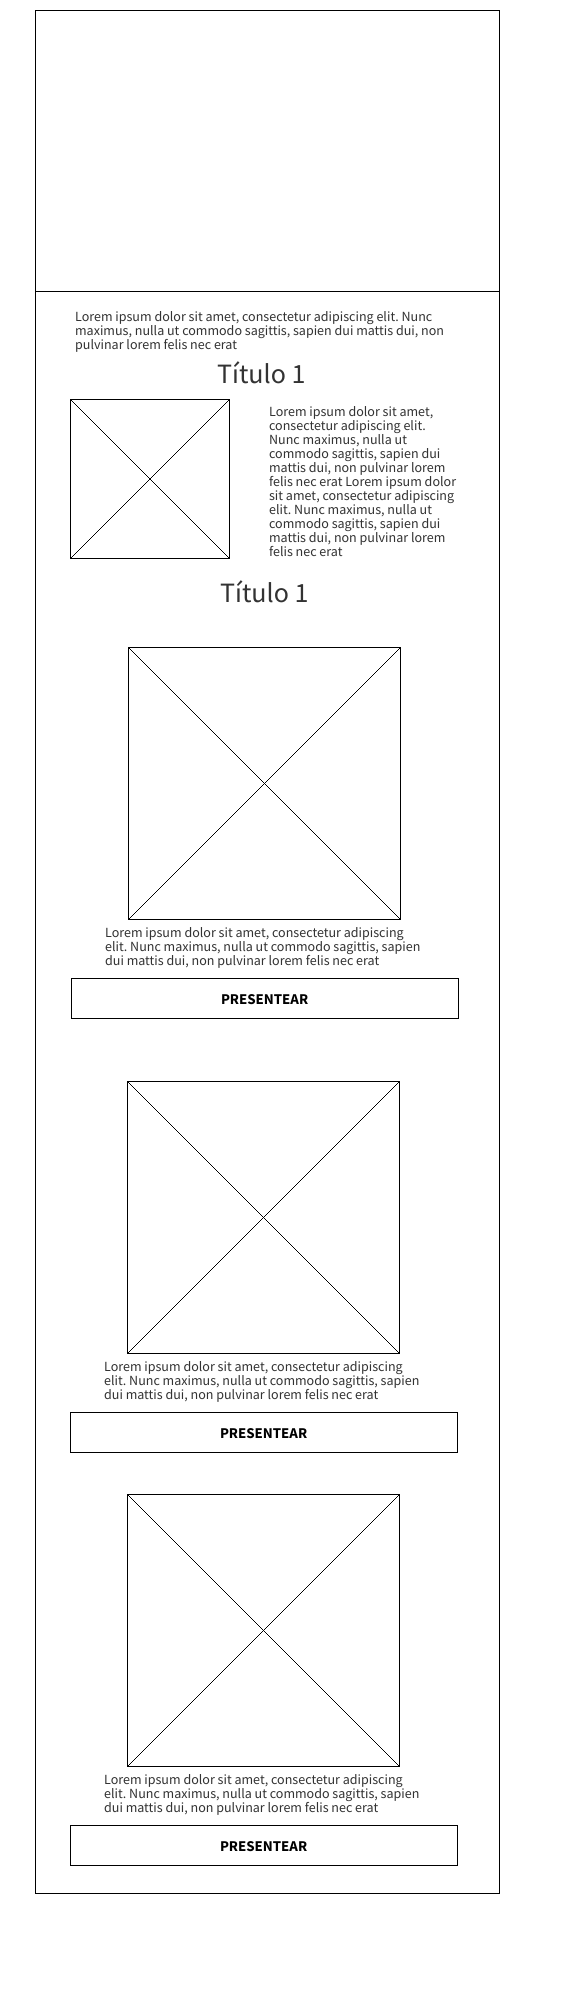 Lorem ipsum dolor sit amet, consectetur adipiscing elit. Nunc
maximus, nulla ut commodo sagittis, sapien dui mattis dui, non
pulvinar lorem felis nec erat
Título 1
Lorem ipsum dolor sit amet,
consectetur adipiscing elit.
Nunc maximus, nulla ut
commodo sagittis, sapien dui
mattis dui, non pulvinar lorem
felis nec erat Lorem ipsum dolor
sit amet, consectetur adipiscing
elit. Nunc maximus, nulla ut
commodo sagittis, sapien dui
mattis dui, non pulvinar lorem
felis nec erat
Título 1
Lorem ipsum dolor sit amet, consectetur adipiscing
elit. Nunc maximus, nulla ut commodo sagittis, sapien
dui mattis dui, non pulvinar lorem felis nec erat
PRESENTEAR
Lorem ipsum dolor sit amet, consectetur adipiscing
elit. Nunc maximus, nulla ut commodo sagittis, sapien
dui mattis dui, non pulvinar lorem felis nec erat
PRESENTEAR
Lorem ipsum dolor sit amet, consectetur adipiscing
elit. Nunc maximus, nulla ut commodo sagittis, sapien
dui mattis dui, non pulvinar lorem felis nec erat
PRESENTEAR